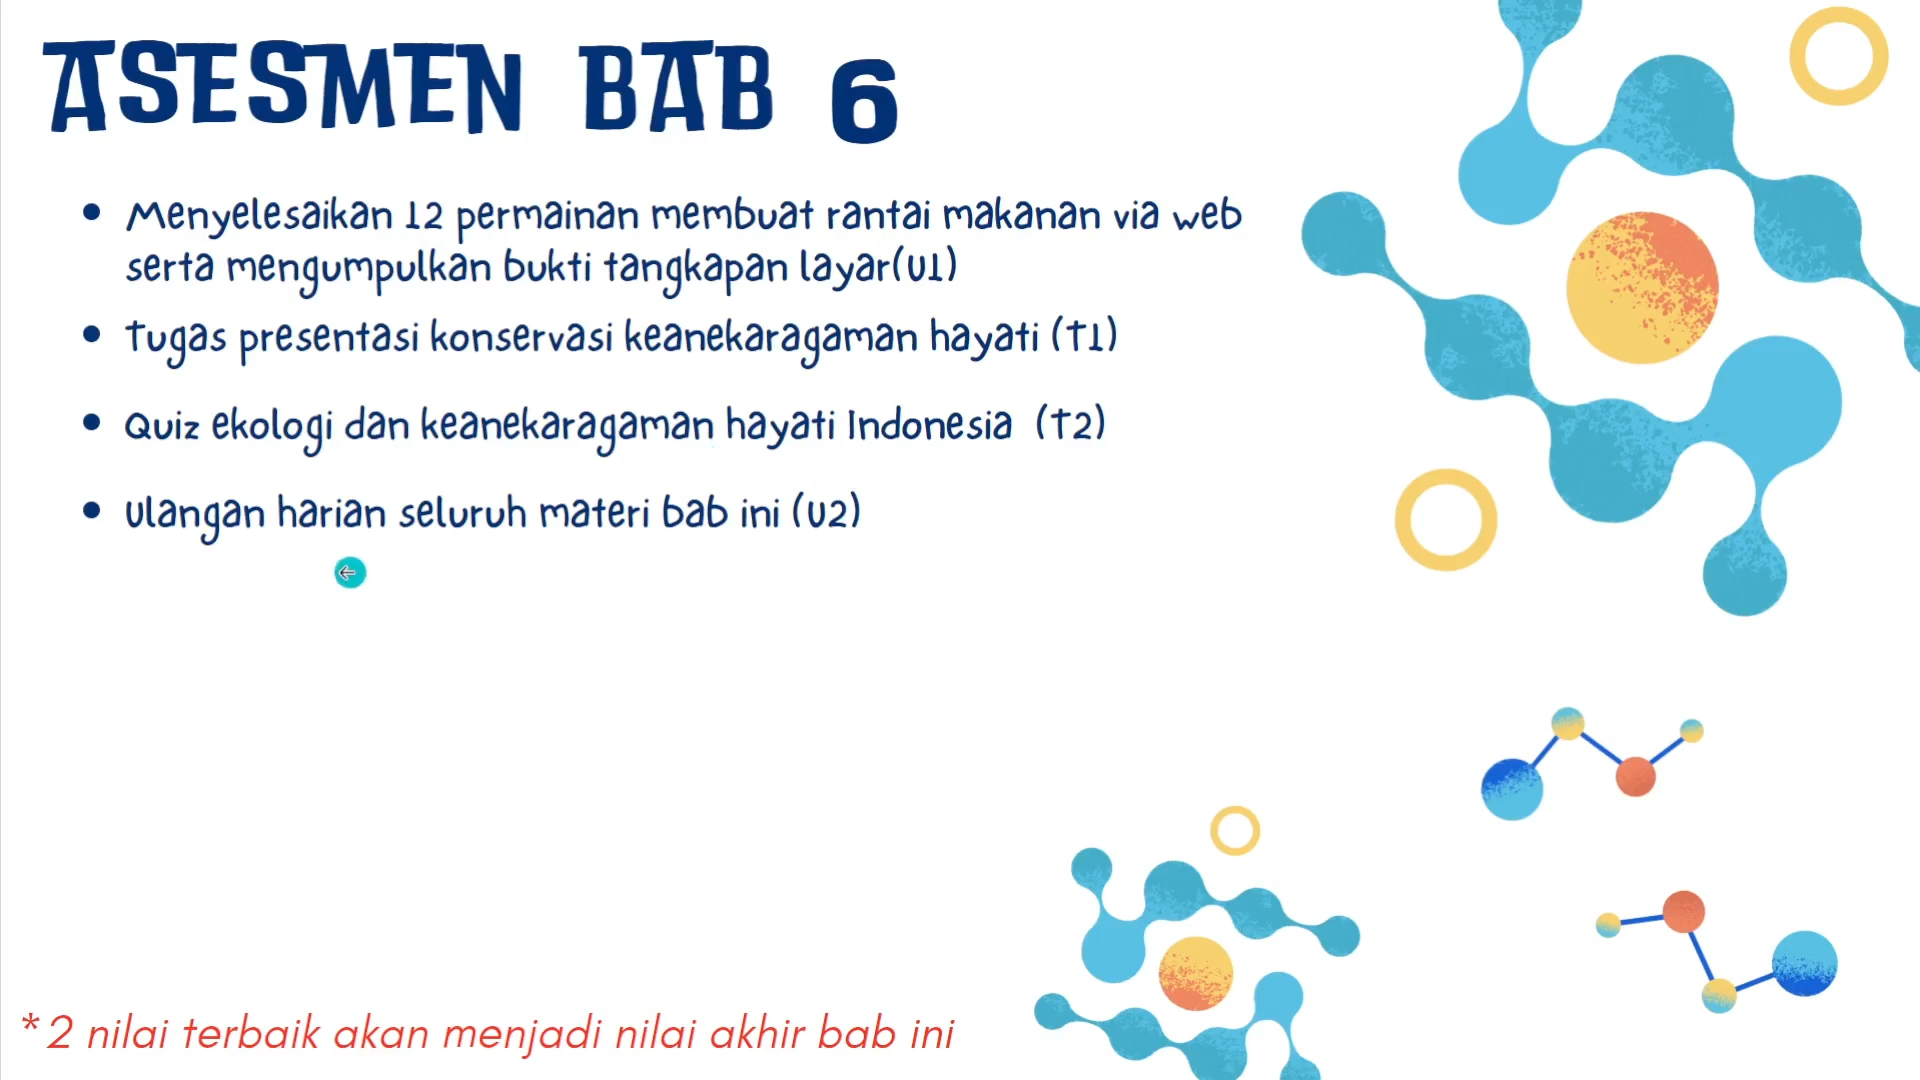 ASESMEN BAB 6
• Menyelesaikan 12 permainan membuat rantai makanan via web
serta mengumpulkan bukti tangkapan layar(U1)
• Tugas presentasi konservasi keanekaragaman hayati (T1)
• Quiz ekologi dan keanekaragaman hayati Indonesia (T2)
• Ulangan harian seluruh materi bab ini (U2)
*2 nilai terbaik akan menjadi nilai akhir bab ini